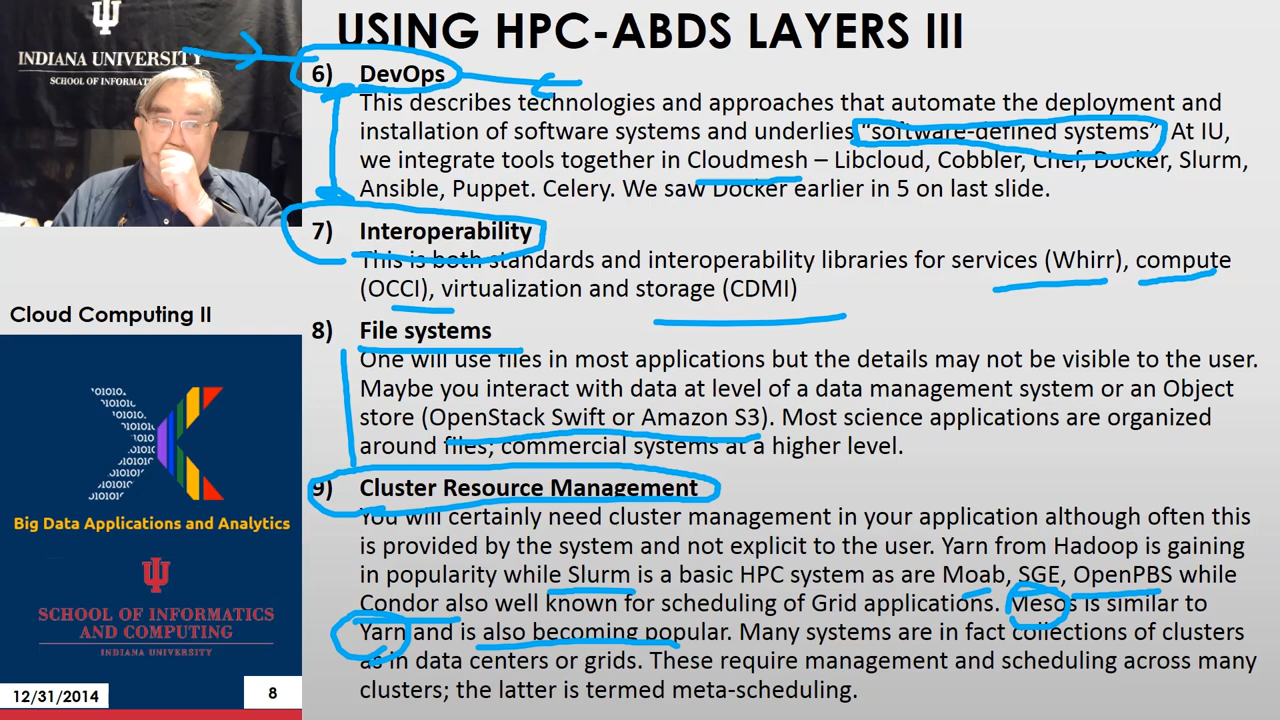 INDIANA UNIVERSITY
SCHOOL OF INFORMA
USING HPC-ABDS LAYERS III
6) DevOps
This describes technologies and approaches that automate the deployment and
installation of software systems and underlies “software-defined systems”. At IU,
we integrate tools together in Cloudmesh – Libcloud, Cobbler, Chef, Docker, Slurm,
Ansible, Puppet. Celery. We saw Docker earlier in 5 on last slide.
7) Interoperability
This is both standards and interoperability libraries for services (Whirr), compute
(OCCI), virtualization and storage (CDMI)
8) File systems
One will use files in most applications but the details may not be visible to the user.
Maybe you interact with data at level of a data management system or an Object
store (OpenStack Swift or Amazon S3). Most science applications are organized
around files; commercial systems at a higher level.
9) Cluster Resource Management
You will certainly need cluster management in your application although often this
is provided by the system and not explicit to the user. Yarn from Hadoop is gaining
in popularity while Slurm is a basic HPC system as are Moab, SGE, OpenPBS while
Condor also well known for scheduling of Grid applications. Mesos is similar to
Yarn and is also becoming popular. Many systems are in fact collections of clusters
as in data centers or grids. These require management and scheduling across many
clusters; the latter is termed meta-scheduling.
Cloud Computing II
Big Data Applications and Analytics
SCHOOL OF INFORMATICS
AND COMPUTING
INDIANA UNIVERSITY
12/31/2014
8